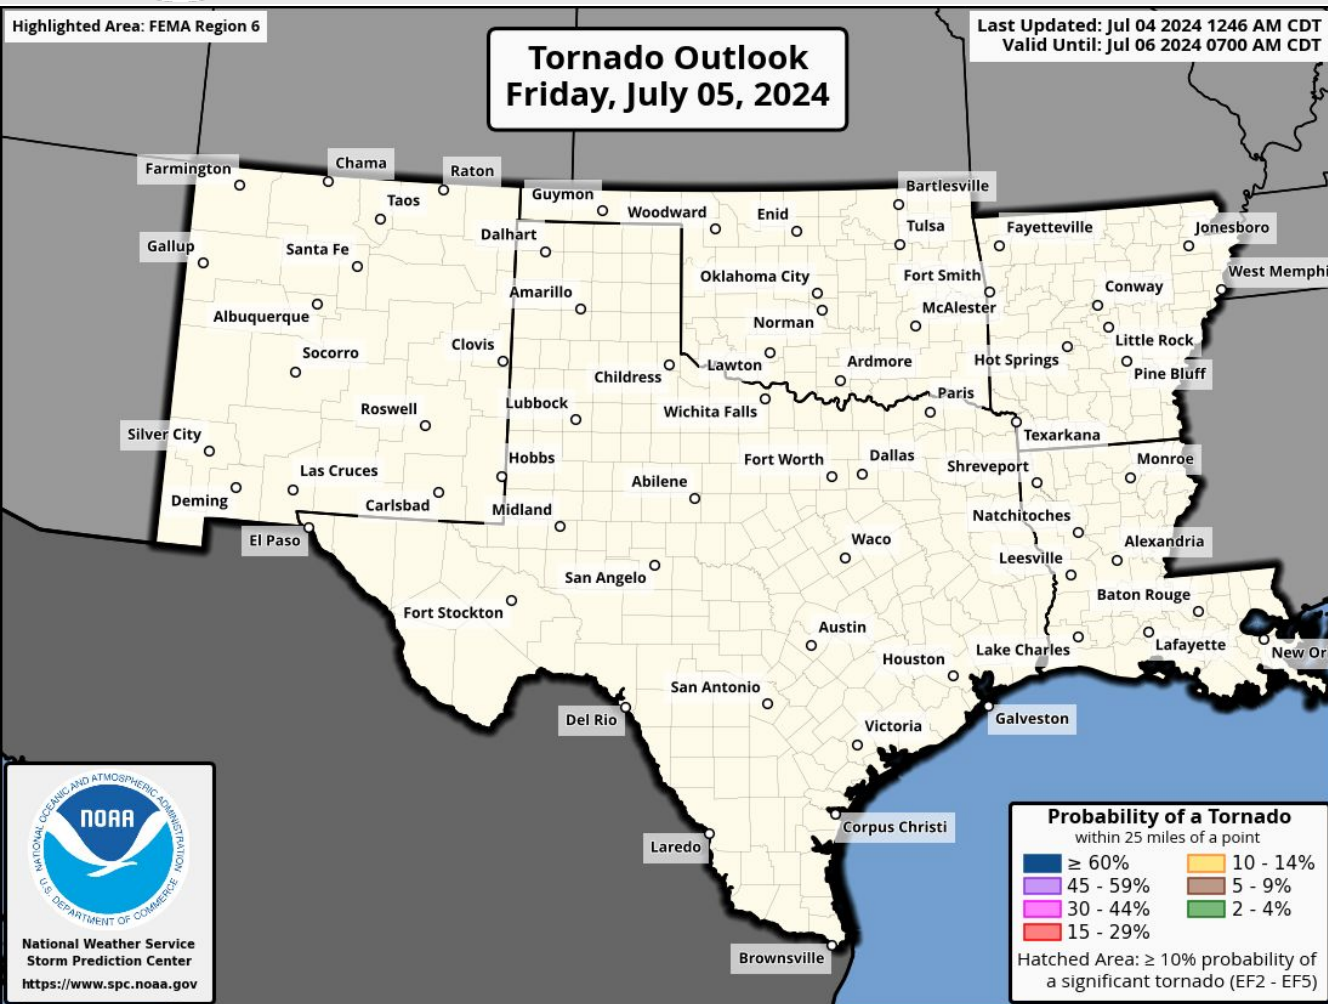 Highlighted Area: FEMA Region 6
Tornado Outlook
Friday, July 05, 2024
Last Updated: Jul 04 2024 1246 AM CDT
Valid Until: Jul 06 2024 0700 AM CDT
Farmington
Chama
Raton
Taos
Guymon
Woodward
Enid
Bartlesville
Tulsa
Fayetteville
Jonesboro
Gallup
Santa Fe
Dalhart
Oklahoma City
Fort Smith
West Memphi
Albuquerque
Amarillo
Norman
McAlester
Conway
Little Rock
Socorro
Clovis
Childress
Lawton
Ardmore
Hot Springs
Pine Bluff
Roswell
Lubbock
Wichita Falls
Paris
Texarkana
Silver City
Las Cruces
Hobbs
Abilene
Fort Worth
Dallas
Shreveport
Monroe
Deming
Carlsbad
Midland
Natchitoches
El Paso
San Angelo
Waco
Leesville
Alexandria
Fort Stockton
Austin
Baton Rouge
Houston
Lake Charles
Lafayette
New Or
Del Rio
San Antonio
Victoria
Galveston
Laredo
Corpus Christi
Brownsville
NATIONAL OCEANIC AND ATMOSPHERIC ADMINISTRATION
NOAA
U.S. DEPARTMENT OF COMMERCE
National Weather Service
Storm Prediction Center
https://www.spc.noaa.gov
Probability of a Tornado
within 25 miles of a point
≥ 60%
45 - 59%
30 - 44%
15 - 29%
10 - 14%
5 - 9%
2 - 4%
Hatched Area: ≥ 10% probability of
a significant tornado (EF2 - EF5)